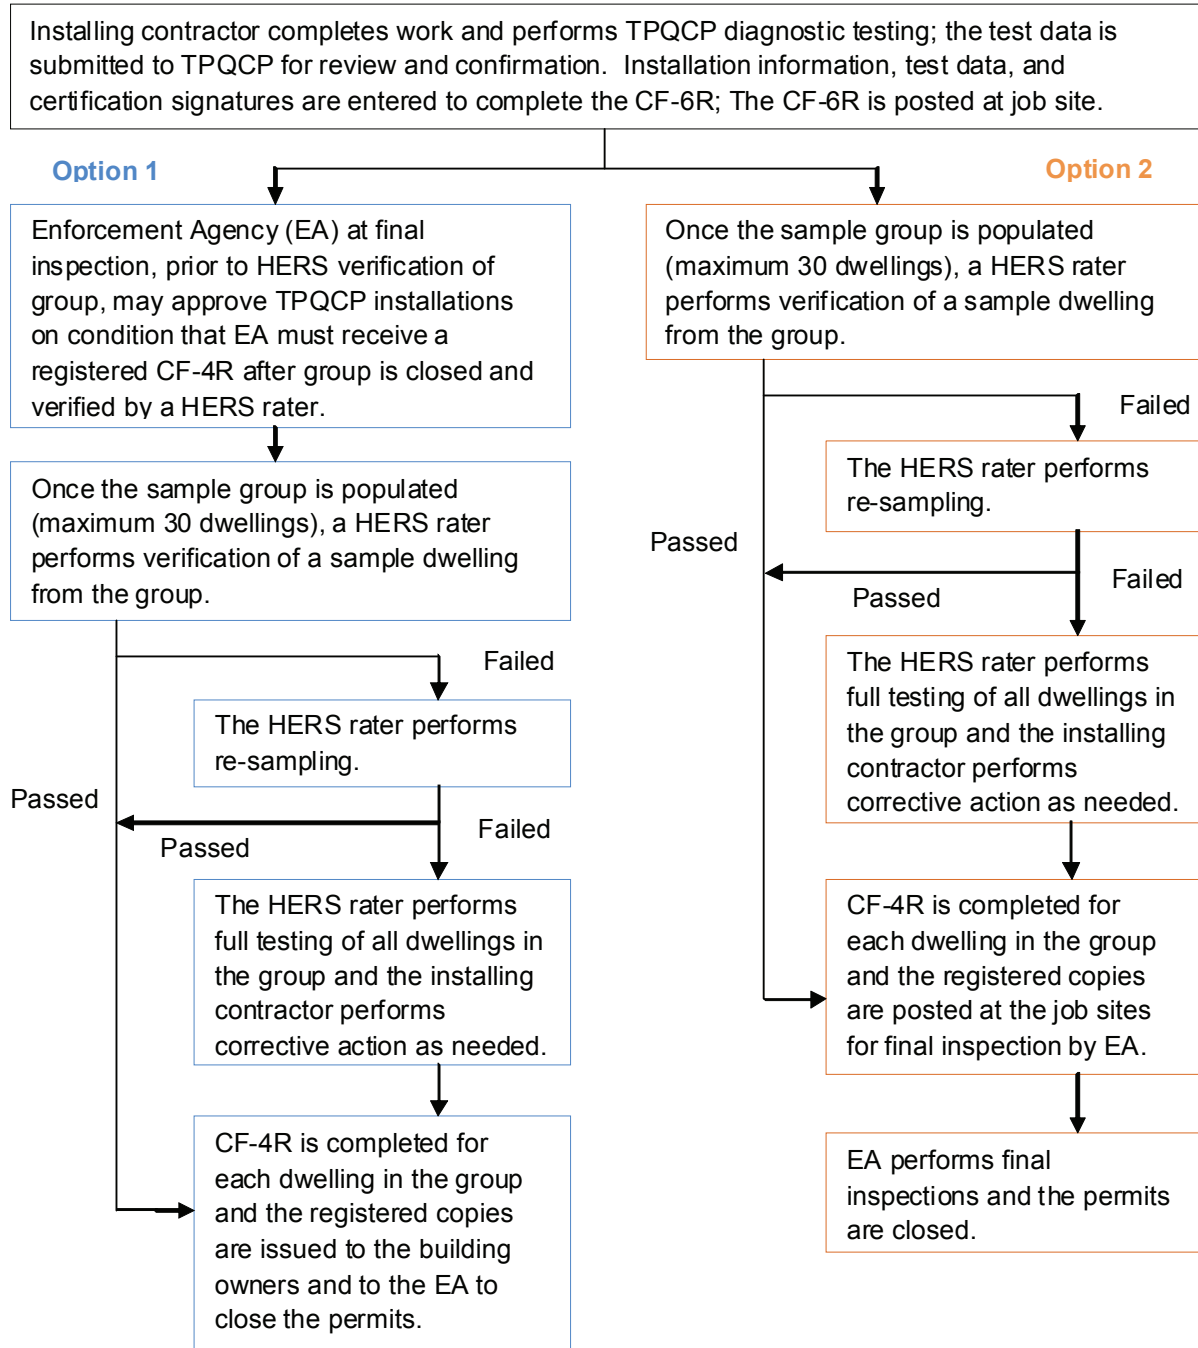 Installing contractor completes work and performs TPQCP diagnostic testing; the test data is
submitted to TPQCP for review and confirmation.  Installation information, test data, and
certification signatures are entered to complete the CF-6R; The CF-6R is posted at job site.
Option 1
Enforcement Agency (EA) at final
inspection, prior to HERS verification of
group, may approve TPQCP installations
on condition that EA must receive a
registered CF-4R after group is closed and
verified by a HERS rater.
Once the sample group is populated
(maximum 30 dwellings), a HERS rater
performs verification of a sample dwelling
from the group.
Failed
The HERS rater performs
re-sampling.
Passed
Failed
Passed
The HERS rater performs
full testing of all dwellings in
the group and the installing
contractor performs
corrective action as needed.
CF-4R is completed for
each dwelling in the group
and the registered copies
are issued to the building
owners and to the EA to
close the permits.
Option 2
Once the sample group is populated
(maximum 30 dwellings), a HERS rater
performs verification of a sample dwelling
from the group.
Failed
The HERS rater performs
re-sampling.
Passed
Failed
Passed
The HERS rater performs
full testing of all dwellings in
the group and the installing
contractor performs
corrective action as needed.
CF-4R is completed for
each dwelling in the group
and the registered copies
are posted at the job sites
for final inspection by EA.
EA performs final
inspections and the permits
are closed.